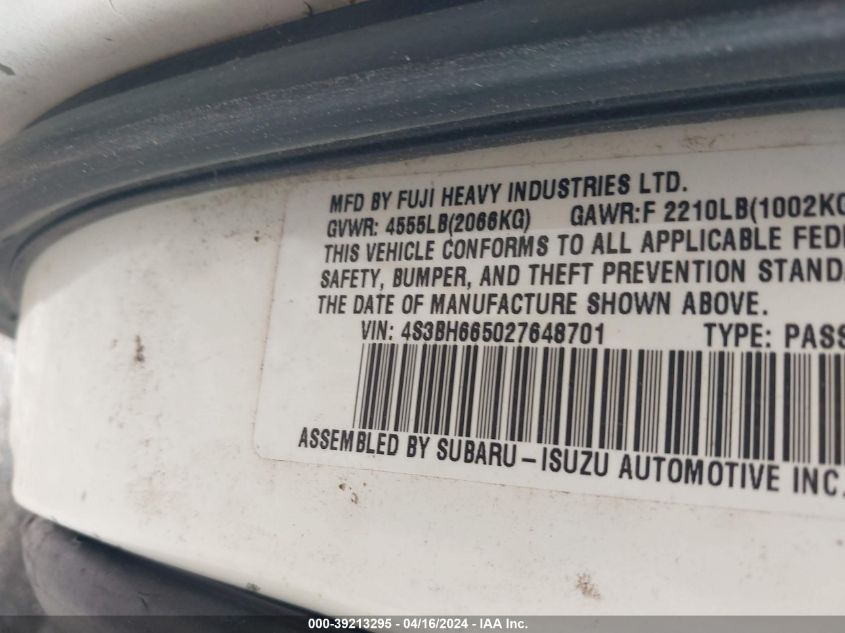 MFD BY FUJI HEAVY INDUSTRIES LTD.
GVWR: 4555LB(2066KG) GAWR:F 2210LB(1002KG
THIS VEHICLE CONFORMS TO ALL APPLICABLE FEDE
SAFETY, BUMPER, AND THEFT PREVENTION STAND
THE DATE OF MANUFACTURE SHOWN ABOVE.
VIN: 4S3BH665027648701 TYPE: PASS
ASSEMBLED BY SUBARU-ISUZU AUTOMOTIVE INC.
000-39213295 - 04/16/2024 - IAA Inc.